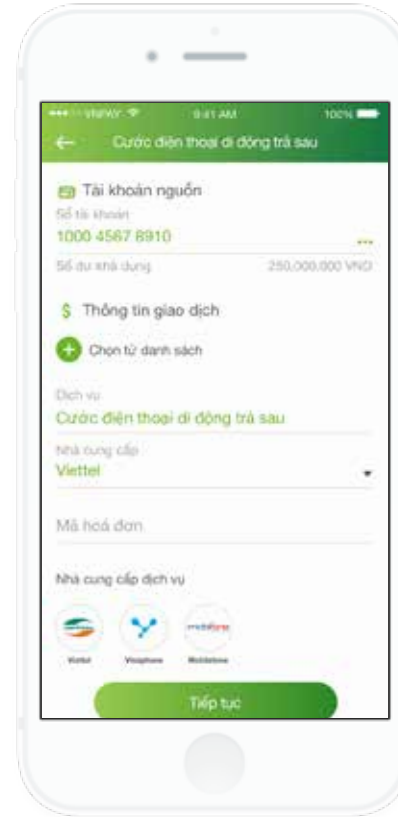 VNPAY 9:41 AM 100%
Cước điện thoại di động trả sau
Tài khoản nguồn
Số tài khoản
1000 4567 8910
Số dư khả dụng 250,000,000 VND
$ Thông tin giao dịch
Chọn từ danh sách
Dịch vụ
Cước điện thoại di động trả sau
Nhà cung cấp
Viettel
Mã hoá đơn
Nhà cung cấp dịch vụ
mobifone
Viettel Vinaphone Mobifone
Tiếp tục